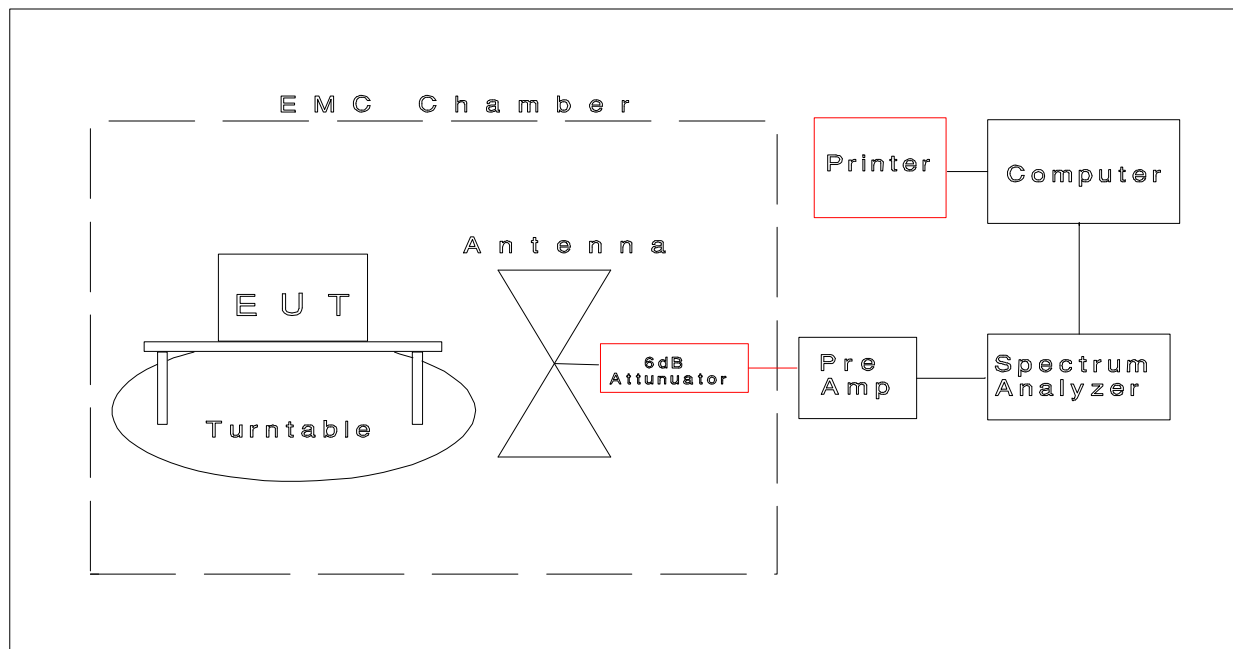 EMC Chamber
Printer
Computer
Antenna
EUT
6dB
Attunuator
Pre
Amp
Spectrum
Analyzer
Turntable